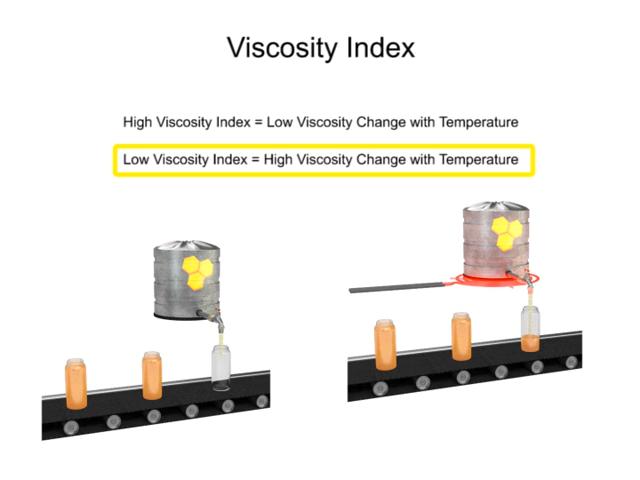 Viscosity Index
High Viscosity Index = Low Viscosity Change with Temperature
Low Viscosity Index = High Viscosity Change with Temperature